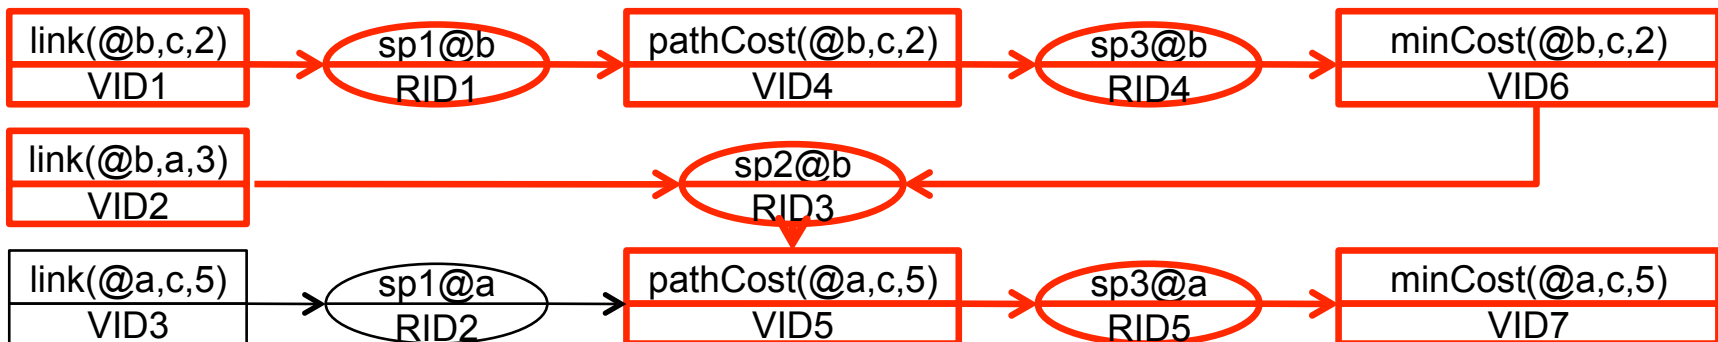 link(@b,c,2)
VID1
sp1@b
RID1
pathCost(@b,c,2)
VID4
sp3@b
RID4
minCost(@b,c,2)
VID6
link(@b,a,3)
VID2
sp2@b
RID3
link(@a,c,5)
VID3
sp1@a
RID2
pathCost(@a,c,5)
VID5
sp3@a
RID5
minCost(@a,c,5)
VID7